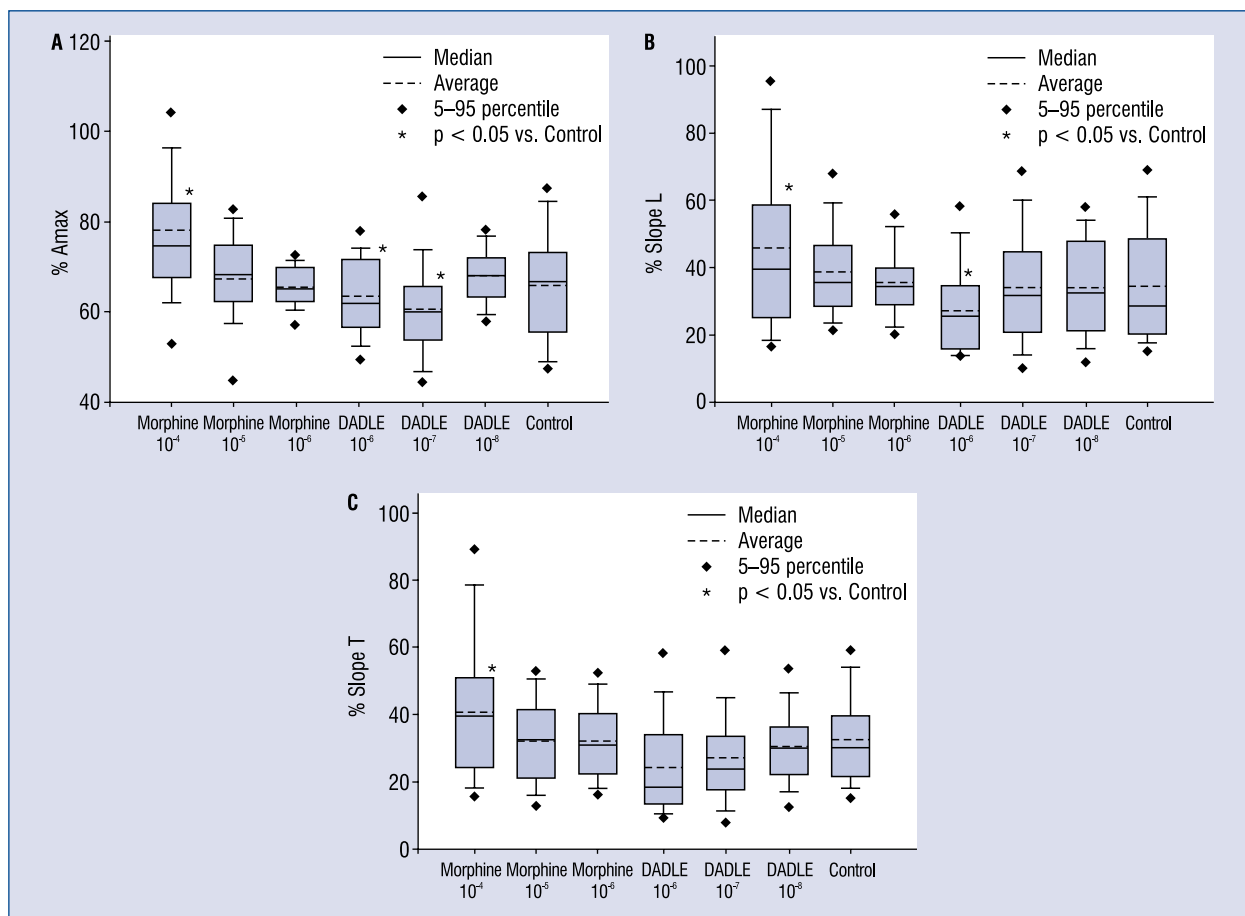 A
120
100
80
60
40
% Amax
Median
Average
5–95 percentile
* p < 0.05 vs. Control
*
*
*
Morphine 10⁻⁴
Morphine 10⁻⁵
Morphine 10⁻⁶
DADLE 10⁻⁶
DADLE 10⁻⁷
DADLE 10⁻⁸
Control
B
100
80
60
40
20
0
% Slope L
Median
Average
5–95 percentile
* p < 0.05 vs. Control
*
*
Morphine 10⁻⁴
Morphine 10⁻⁵
Morphine 10⁻⁶
DADLE 10⁻⁶
DADLE 10⁻⁷
DADLE 10⁻⁸
Control
C
100
80
60
40
20
0
% Slope T
Median
Average
5–95 percentile
* p < 0.05 vs. Control
*
Morphine 10⁻⁴
Morphine 10⁻⁵
Morphine 10⁻⁶
DADLE 10⁻⁶
DADLE 10⁻⁷
DADLE 10⁻⁸
Control